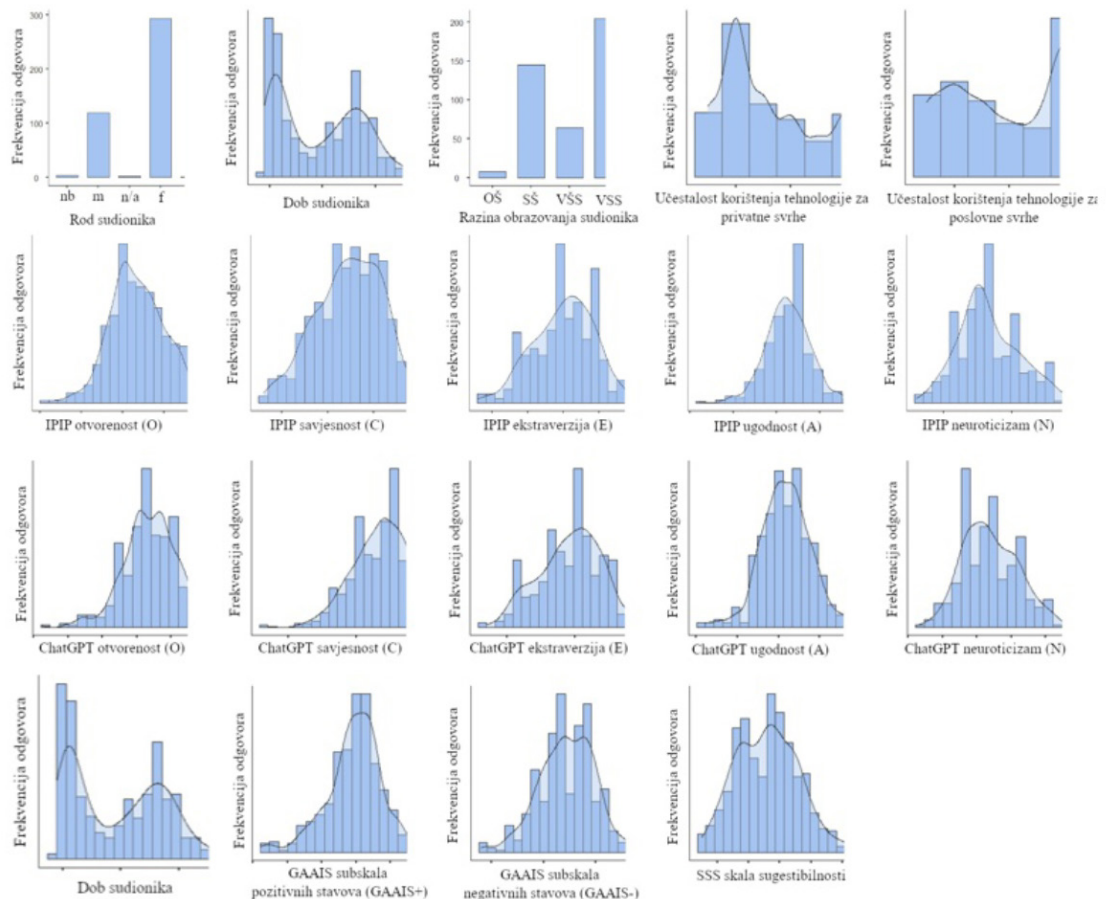 Frekvencija odgovora
300
200
100
0
nb m n/a f
Rod sudionika
Frekvencija odgovora
Dob sudionika
Frekvencija odgovora
200
150
100
50
0
OŠ SŠ VŠS VSS
Razina obrazovanja sudionika
Frekvencija odgovora
Učestalost korištenja tehnologije za
privatne svrhe
Frekvencija odgovora
Učestalost korištenja tehnologije za
poslovne svrhe
Frekvencija odgovora
IPIP otvorenost (O)
Frekvencija odgovora
IPIP savjesnost (C)
Frekvencija odgovora
IPIP ekstraverzija (E)
Frekvencija odgovora
IPIP ugodnost (A)
Frekvencija odgovora
IPIP neuroticizam (N)
Frekvencija odgovora
ChatGPT otvorenost (O)
Frekvencija odgovora
ChatGPT savjesnost (C)
Frekvencija odgovora
ChatGPT ekstraverzija (E)
Frekvencija odgovora
ChatGPT ugodnost (A)
Frekvencija odgovora
ChatGPT neuroticizam (N)
Frekvencija odgovora
Dob sudionika
Frekvencija odgovora
GAAIS subskala
pozitivnih stavova (GAAIS+)
Frekvencija odgovora
GAAIS subskala
negativnih stavova (GAAIS-)
Frekvencija odgovora
SSS skala sugestibilnosti